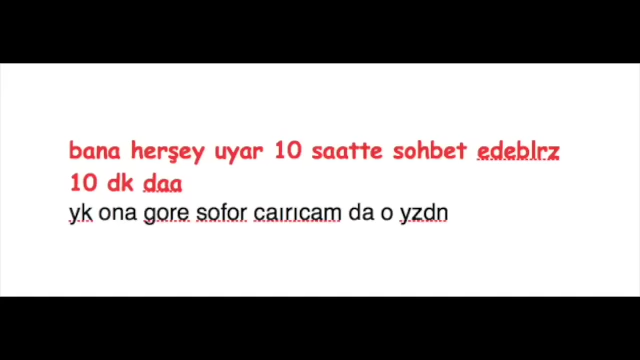 bana herşey uyar 10 saatte sohbet edeblrz
10 dk daa
yk ona gore sofor caırıcam da o yzdn